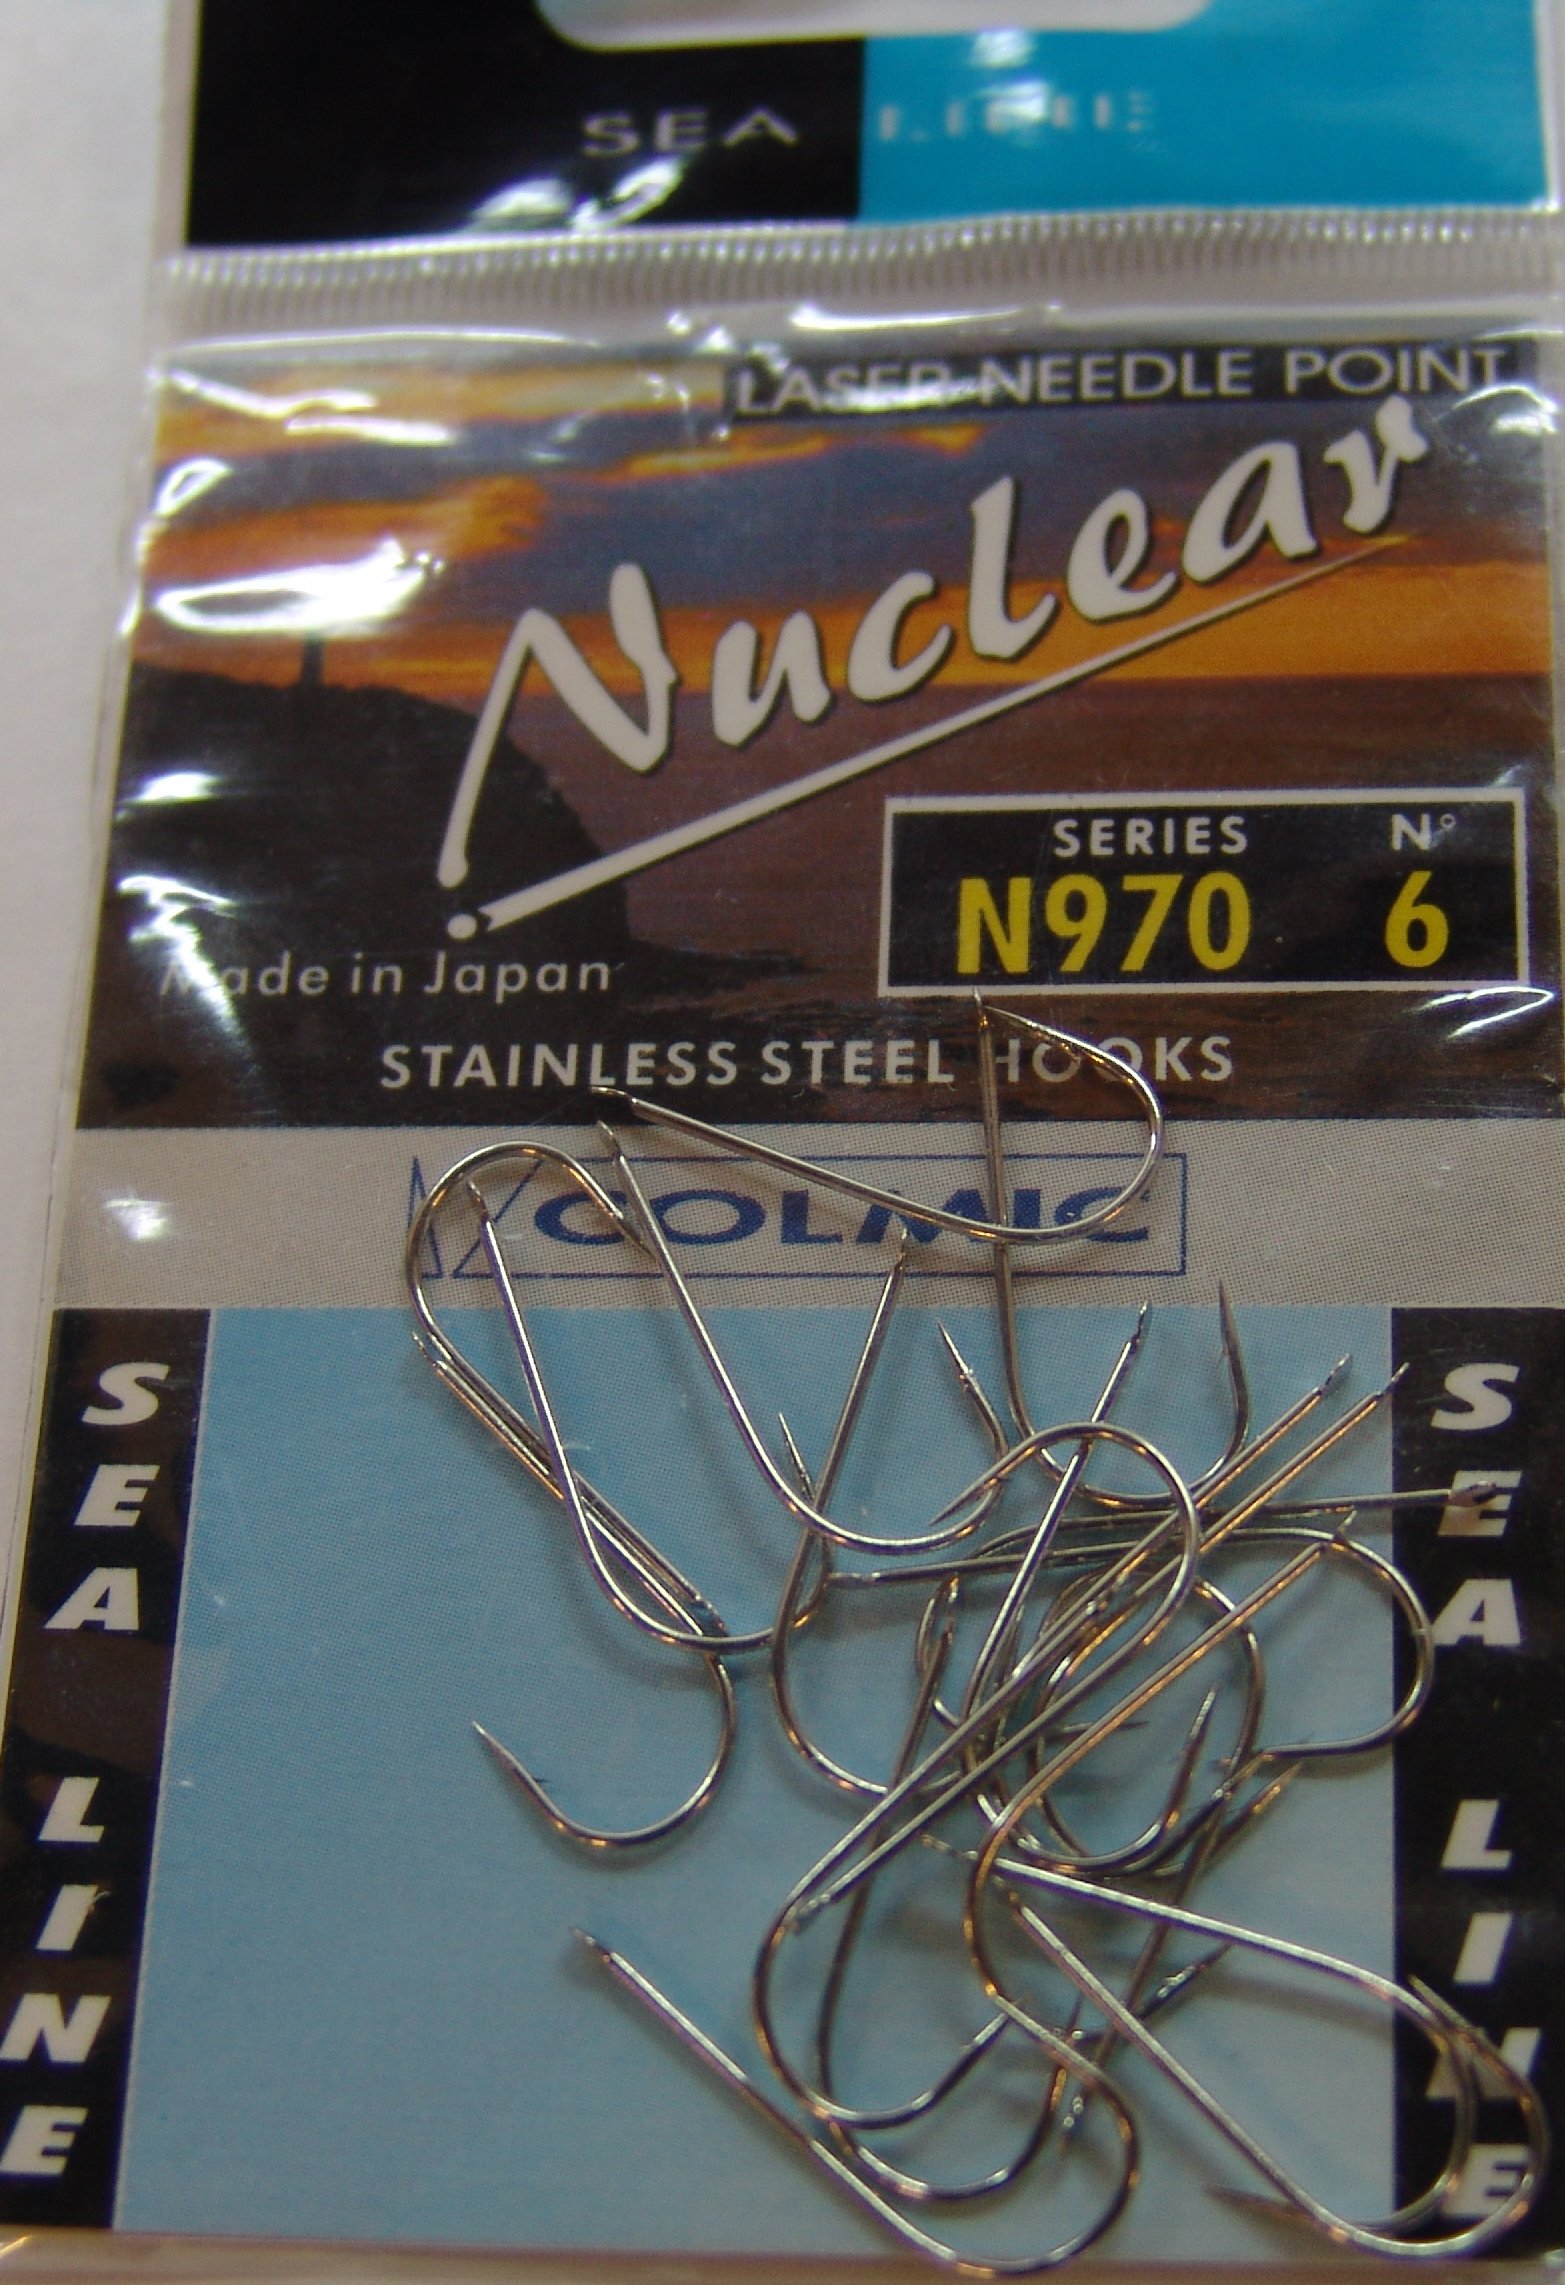 SEA LINE
LASER NEEDLE POINT
Nuclear
SERIES N°
N970 6
Made in Japan
STAINLESS STEEL HOOKS
COLMIC
SEA LINE
SEA LINE